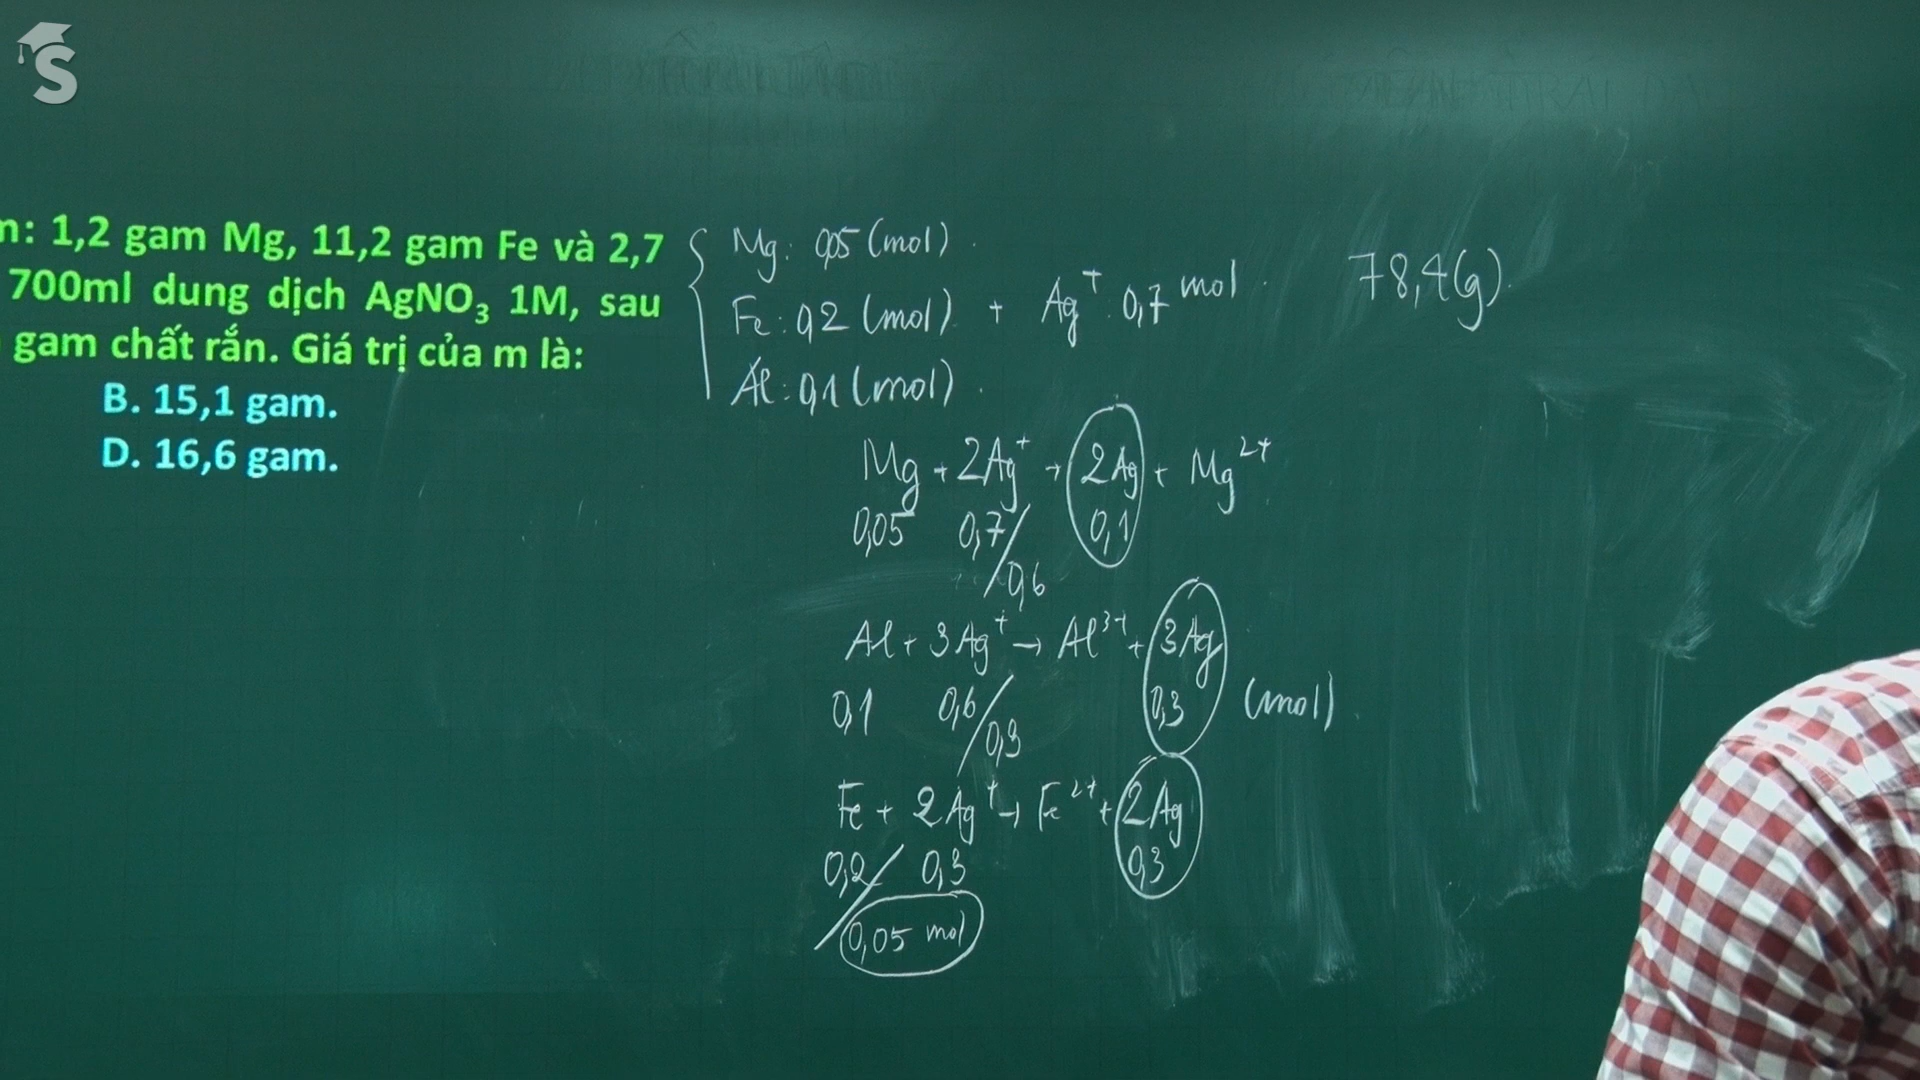 S
m: 1,2 gam Mg, 11,2 gam Fe và 2,7
700ml dung dịch AgNO₃ 1M, sau
gam chất rắn. Giá trị của m là:
B. 15,1 gam.
D. 16,6 gam.
Mg: 0,05 (mol)
Fe: 0,2 (mol) + Ag⁺: 0,7 mol
Al: 0,1 (mol)
78,4(g)
Mg + 2Ag⁺ → 2Ag + Mg²⁺
0,05 0,7 0,1
0,6
Al + 3Ag⁺ → Al³⁺ + 3Ag
0,1 0,6 0,3 (mol)
0,3
Fe + 2Ag⁺ → Fe²⁺ + 2Ag
0,2 0,3 0,3
0,05 mol